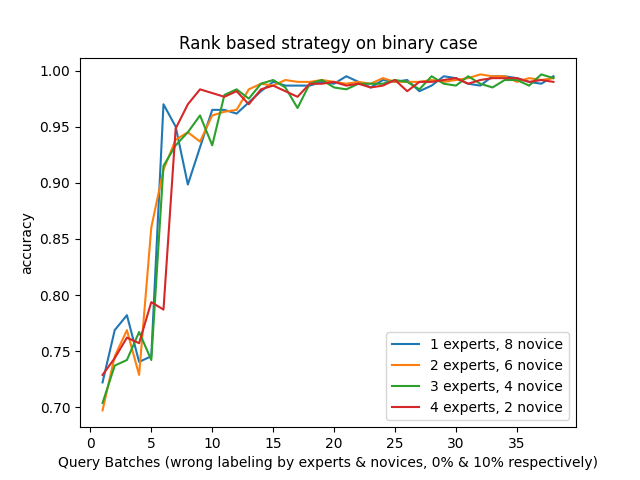 Rank based strategy on binary case
accuracy
1.00
0.95
0.90
0.85
0.80
0.75
0.70
0
5
10
15
20
25
30
35
1 experts, 8 novice
2 experts, 6 novice
3 experts, 4 novice
4 experts, 2 novice
Query Batches (wrong labeling by experts & novices, 0% & 10% respectively)